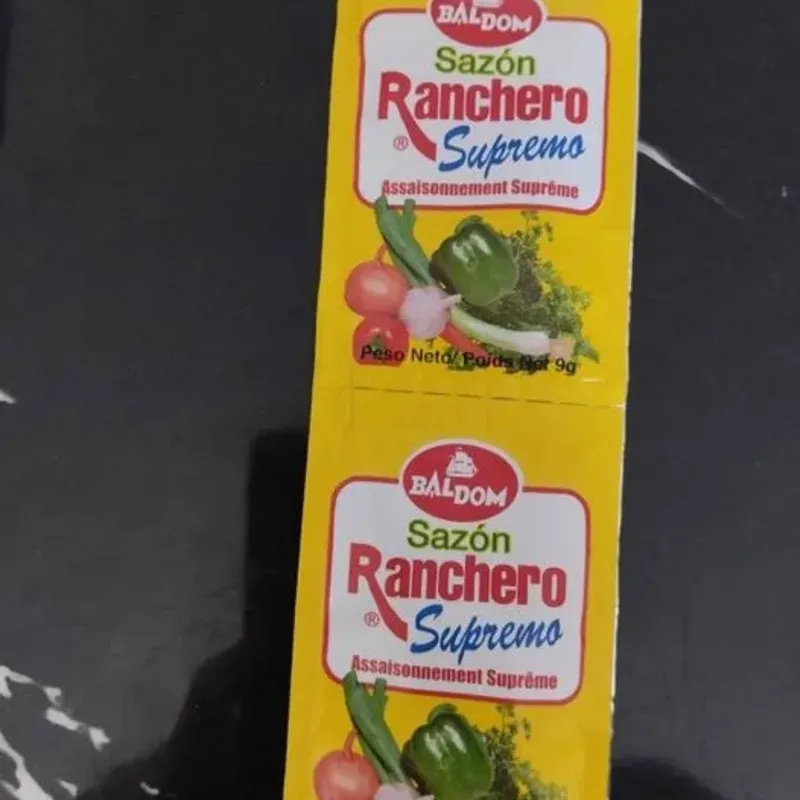 BALDOM
Sazón
Ranchero
®
Supremo
Assaisonnement Suprême
Peso Neto/ Poids Net 9g
BALDOM
Sazón
Ranchero
®
Supremo
Assaisonnement Suprême